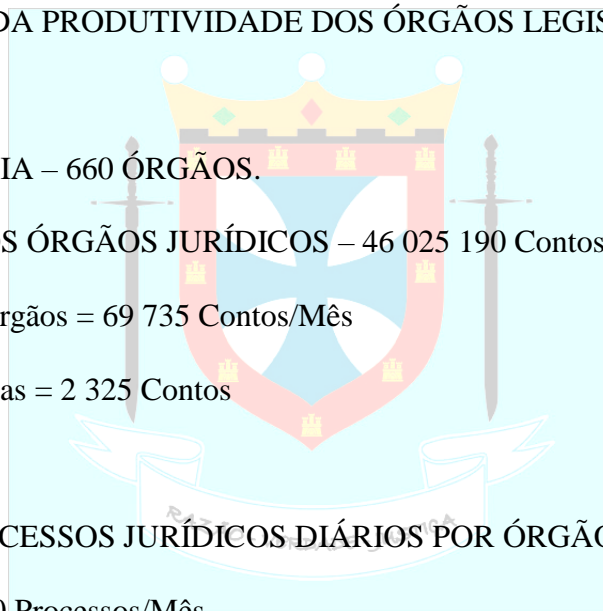 DA PRODUTIVIDADE DOS ÓRGÃOS LEGIS
IA – 660 ÓRGÃOS.
S ÓRGÃOS JURÍDICOS – 46 025 190 Contos
rgãos = 69 735 Contos/Mês
as = 2 325 Contos
CESSOS JURÍDICOS DIÁRIOS POR ÓRGÃO
0 Processos/Mês